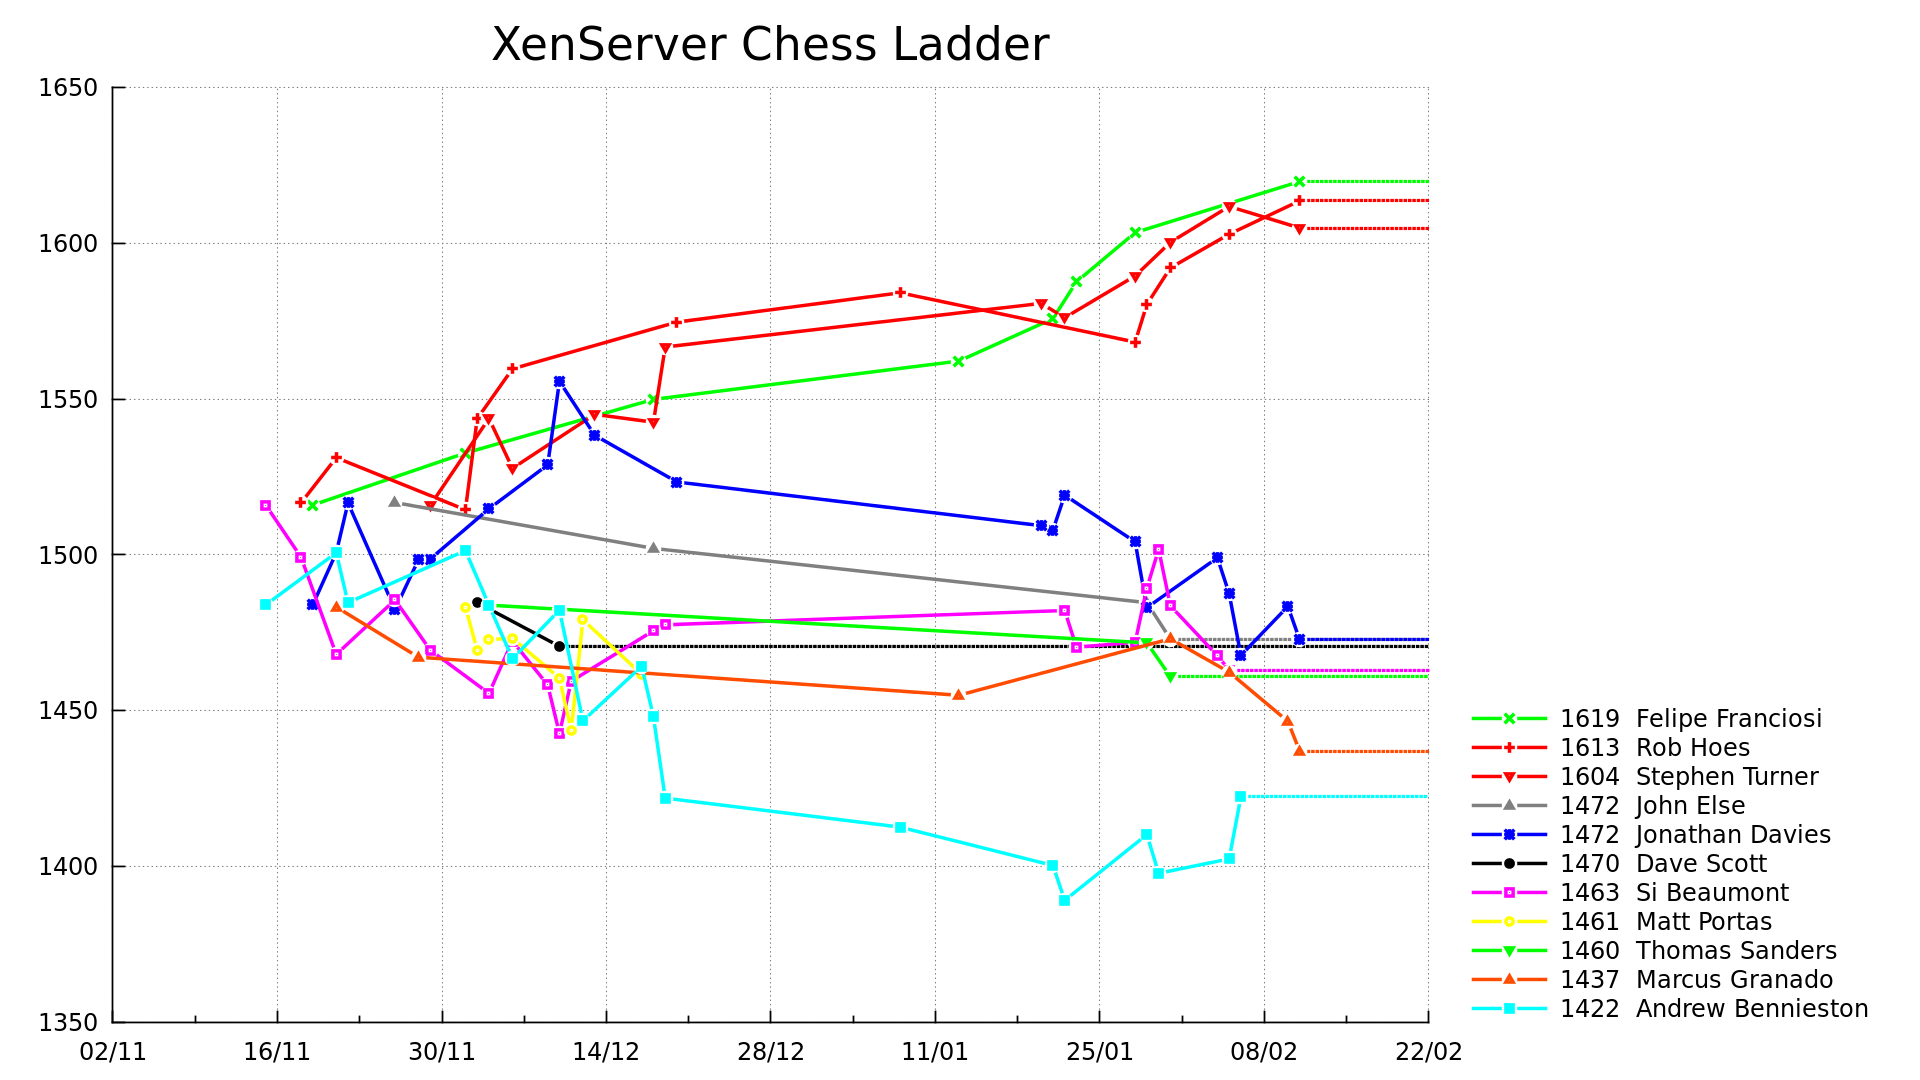 XenServer Chess Ladder
1650
1600
1550
1500
1450
1400
1350
02/11 16/11 30/11 14/12 28/12 11/01 25/01 08/02 22/02
1619 Felipe Franciosi
1613 Rob Hoes
1604 Stephen Turner
1472 John Else
1472 Jonathan Davies
1470 Dave Scott
1463 Si Beaumont
1461 Matt Portas
1460 Thomas Sanders
1437 Marcus Granado
1422 Andrew Bennieston